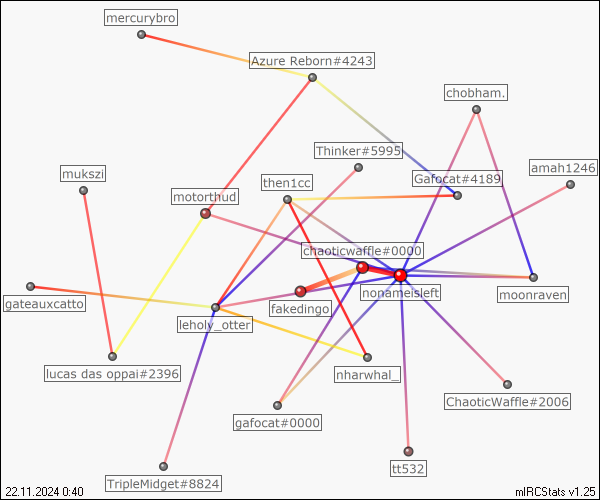 mercurybro
Azure Reborn#4243
chobham.
Thinker#5995
amah1246
mukszi
Gafocat#4189
then1cc
motorthud
chaoticwaffle#0000
nonameisleft
moonraven
gateauxcatto
fakedingo
leholy_otter
lucas das oppai#2396
nharwhal_
ChaoticWaffle#2006
gafocat#0000
tt532
TripleMidget#8824
22.11.2024 0:40
mIRCStats v1.25